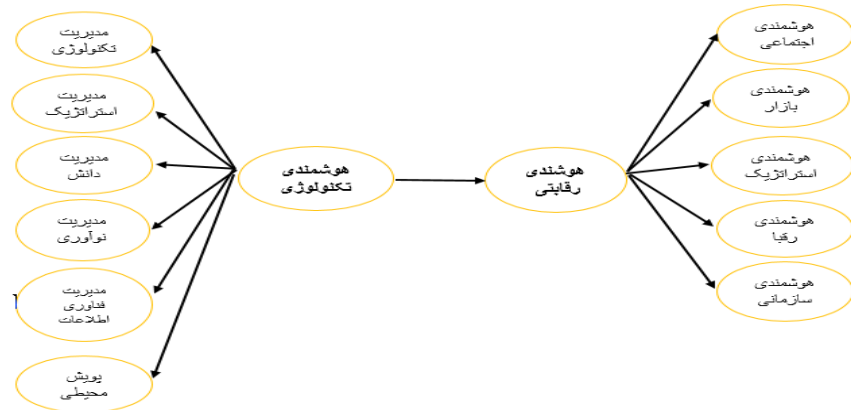 هوشمندی
اجتماعی
هوشمندی
بازار
هوشمندی
استراتژیک
هوشمندی
رقبا
هوشمندی
سازمانی
هوشندی
رقابتی
هوشمندی
تکنولوژی
مدیریت
تکنولوژی
مدیریت
استراتژیک
مدیریت
دانش
مدیریت
نوآوری
مدیریت
فناوری
اطلاعات
پویش
محیطی